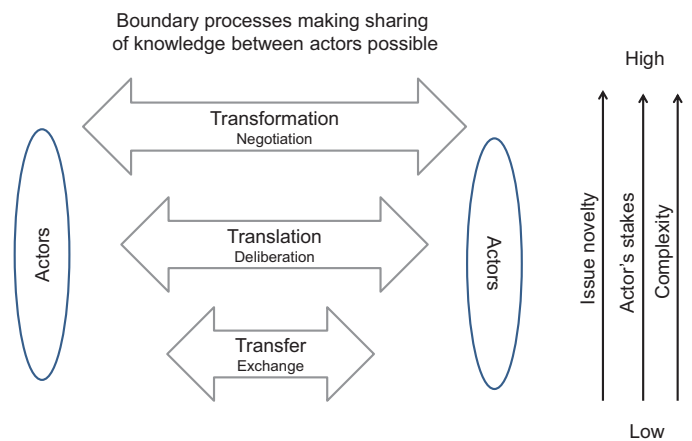 Boundary processes making sharing
of knowledge between actors possible
High
Transformation
Negotiation
Translation
Deliberation
Transfer
Exchange
Actors
Actors
Issue novelty
Actor's stakes
Complexity
Low